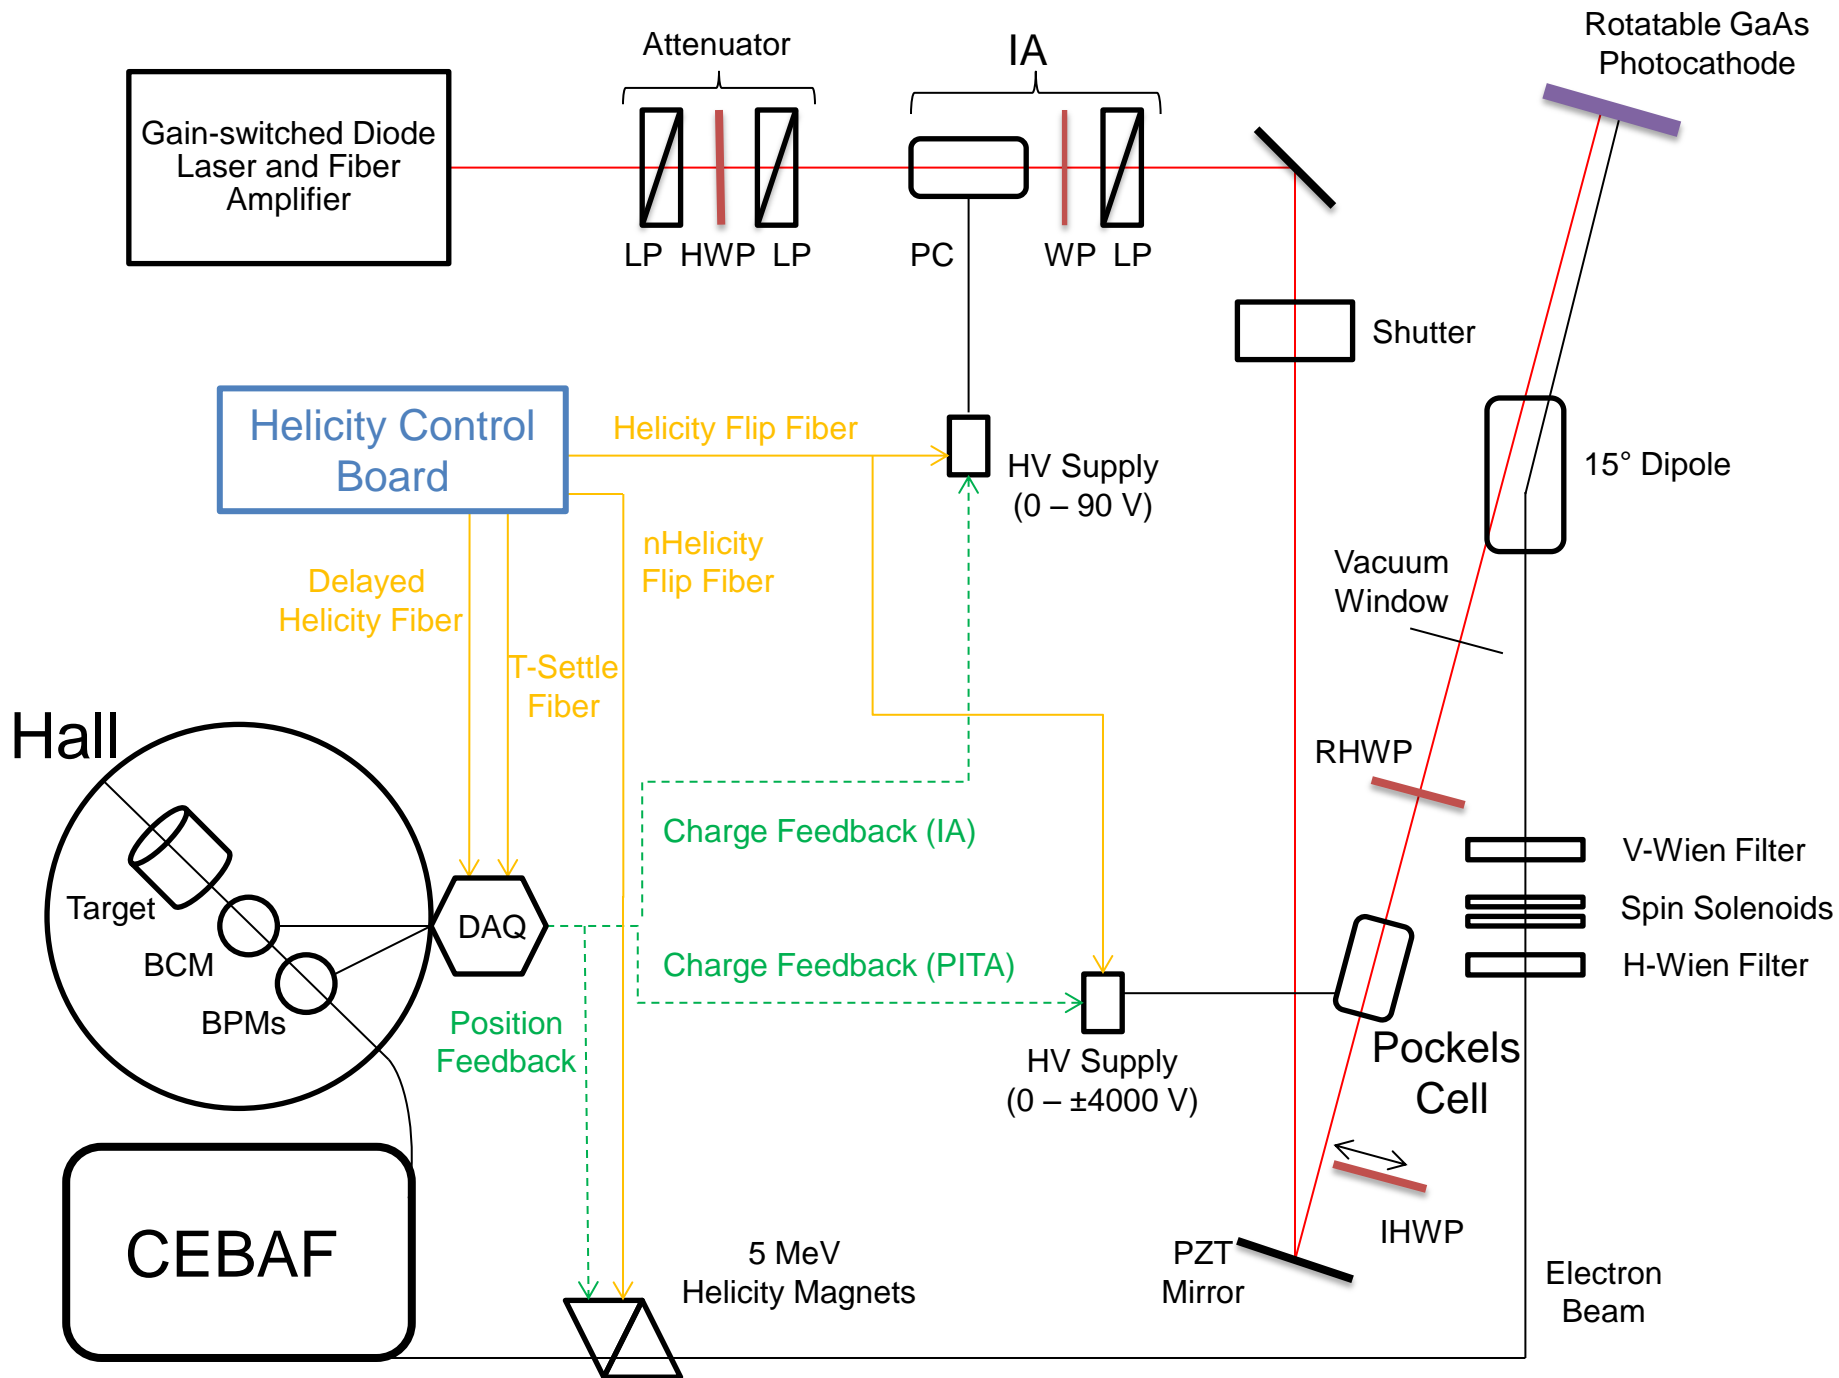 Rotatable GaAs
Photocathode
Attenuator
IA
Gain-switched Diode
Laser and Fiber
Amplifier
LP HWP LP
PC
WP LP
Shutter
Helicity Control
Board
Helicity Flip Fiber
HV Supply
(0 – 90 V)
15° Dipole
nHelicity
Flip Fiber
Delayed
Helicity Fiber
Vacuum
Window
T-Settle
Fiber
Hall
RHWP
Charge Feedback (IA)
V-Wien Filter
Target
DAQ
Spin Solenoids
BCM
Charge Feedback (PITA)
H-Wien Filter
BPMs
Position
Feedback
HV Supply
(0 – ±4000 V)
Pockels
Cell
CEBAF
5 MeV
Helicity Magnets
PZT
Mirror
IHWP
Electron
Beam